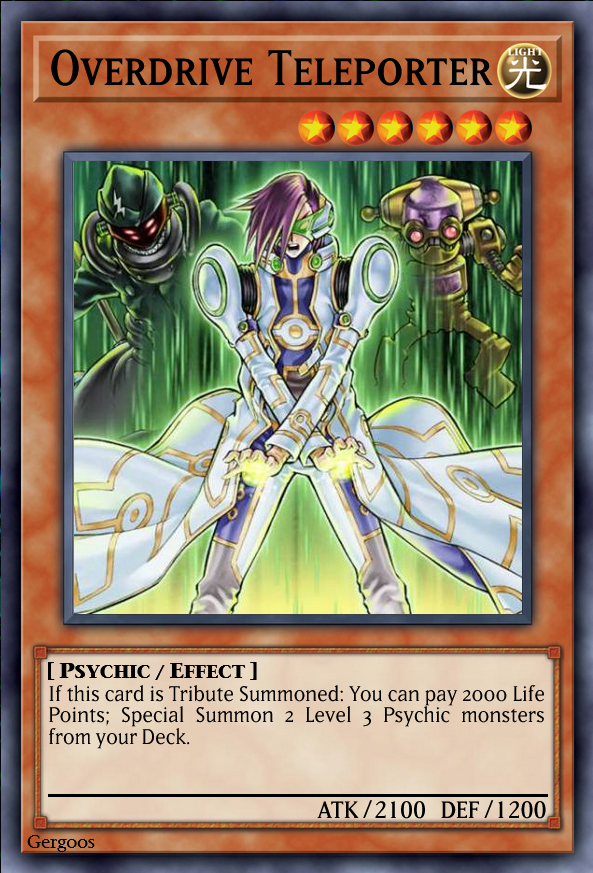 Overdrive Teleporter
LIGHT
光
[ Psychic / Effect ]
If this card is Tribute Summoned: You can pay 2000 Life
Points; Special Summon 2 Level 3 Psychic monsters
from your Deck.
ATK/2100 DEF/1200
Gergoos